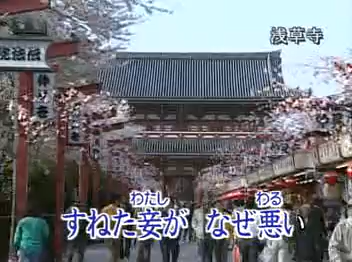 浅草寺
わたし　わる
すねた妾が なぜ悪い